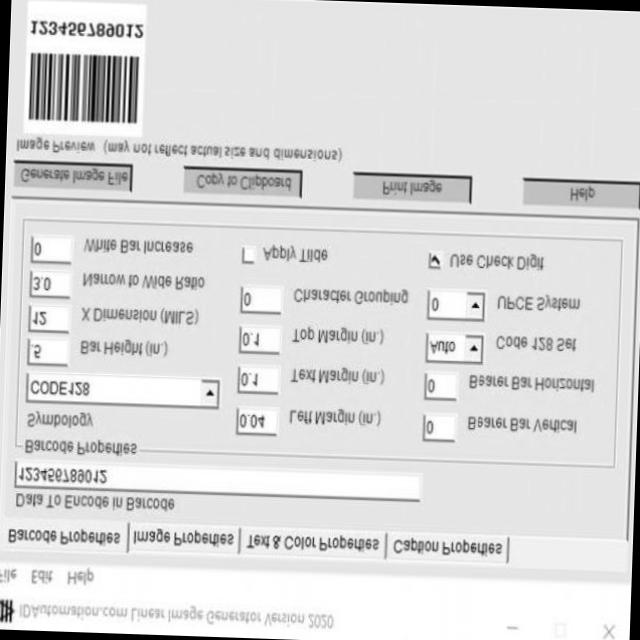 IDAutomation.com Linear Image Generator Version 2020
File Edit Help
Barcode Properties Image Properties Text & Color Properties Caption Properties
Data To Encode in Barcode
123456789012
Barcode Properties
Symbology
CODE128
0.04 Left Margin (in.)
0 Bearer Bar Vertical
0.1 Text Margin (in.)
0 Bearer Bar Horizontal
.5 Bar Height (in.)
0.1 Top Margin (in.)
Auto Code 128 Set
12 X Dimension (MILS)
3.0 Narrow to Wide Ratio
0 Character Grouping
0 UPCE System
0 White Bar Increase
Apply Tilde
Use Check Digit
Generate Image File Copy to Clipboard Print Image Help
Image Preview (may not reflect actual size and dimensions)
123456789012